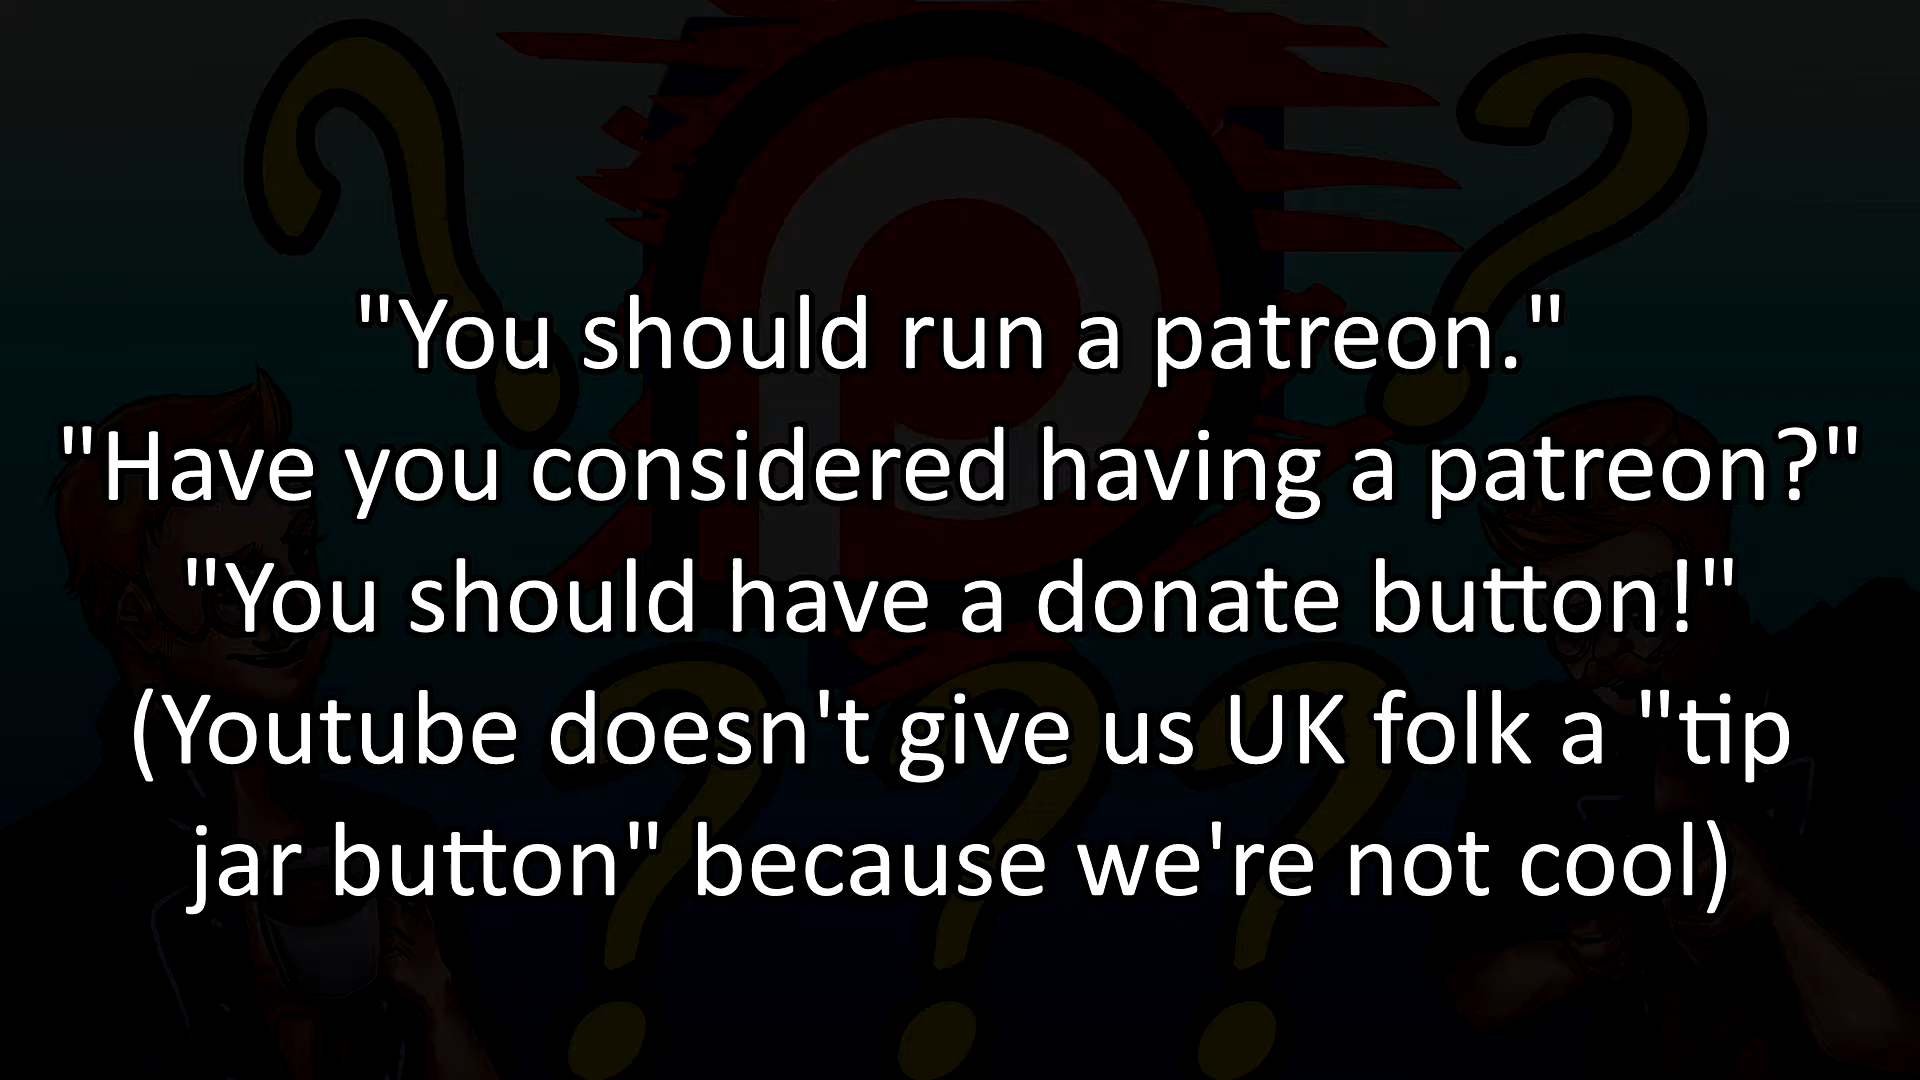 "You should run a patreon."
"Have you considered having a patreon?"
"You should have a donate button!"
(Youtube doesn't give us UK folk a "tip
jar button" because we're not cool)